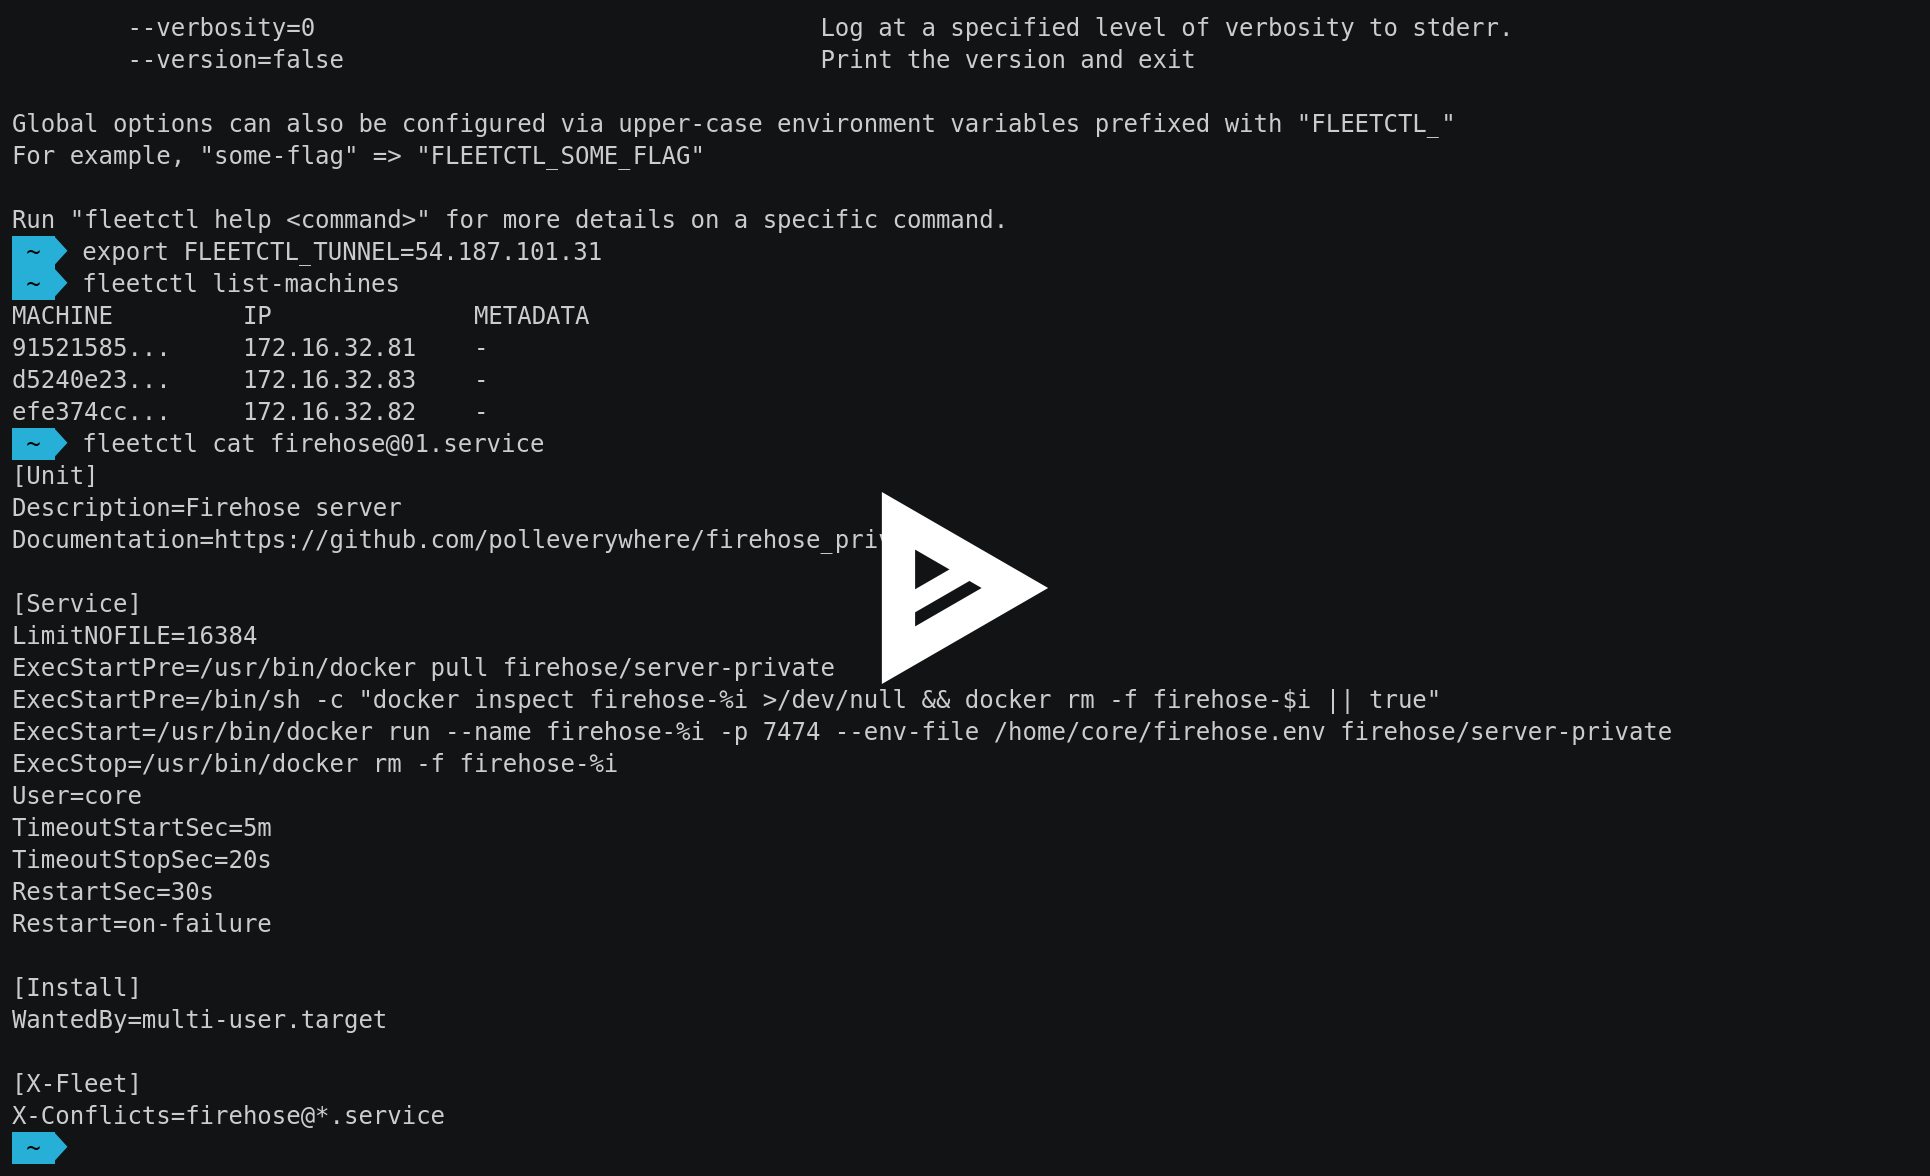 --verbosity=0 Log at a specified level of verbosity to stderr.
--version=false Print the version and exit
Global options can also be configured via upper-case environment variables prefixed with "FLEETCTL_"
For example, "some-flag" => "FLEETCTL_SOME_FLAG"
Run "fleetctl help <command>" for more details on a specific command.
~ export FLEETCTL_TUNNEL=54.187.101.31
~ fleetctl list-machines
MACHINE IP METADATA
91521585... 172.16.32.81 -
d5240e23... 172.16.32.83 -
efe374cc... 172.16.32.82 -
~ fleetctl cat firehose@01.service
[Unit]
Description=Firehose server
Documentation=https://github.com/polleverywhere/firehose_priv
[Service]
LimitNOFILE=16384
ExecStartPre=/usr/bin/docker pull firehose/server-private
ExecStartPre=/bin/sh -c "docker inspect firehose-%i >/dev/null && docker rm -f firehose-$i || true"
ExecStart=/usr/bin/docker run --name firehose-%i -p 7474 --env-file /home/core/firehose.env firehose/server-private
ExecStop=/usr/bin/docker rm -f firehose-%i
User=core
TimeoutStartSec=5m
TimeoutStopSec=20s
RestartSec=30s
Restart=on-failure
[Install]
WantedBy=multi-user.target
[X-Fleet]
X-Conflicts=firehose@*.service
~